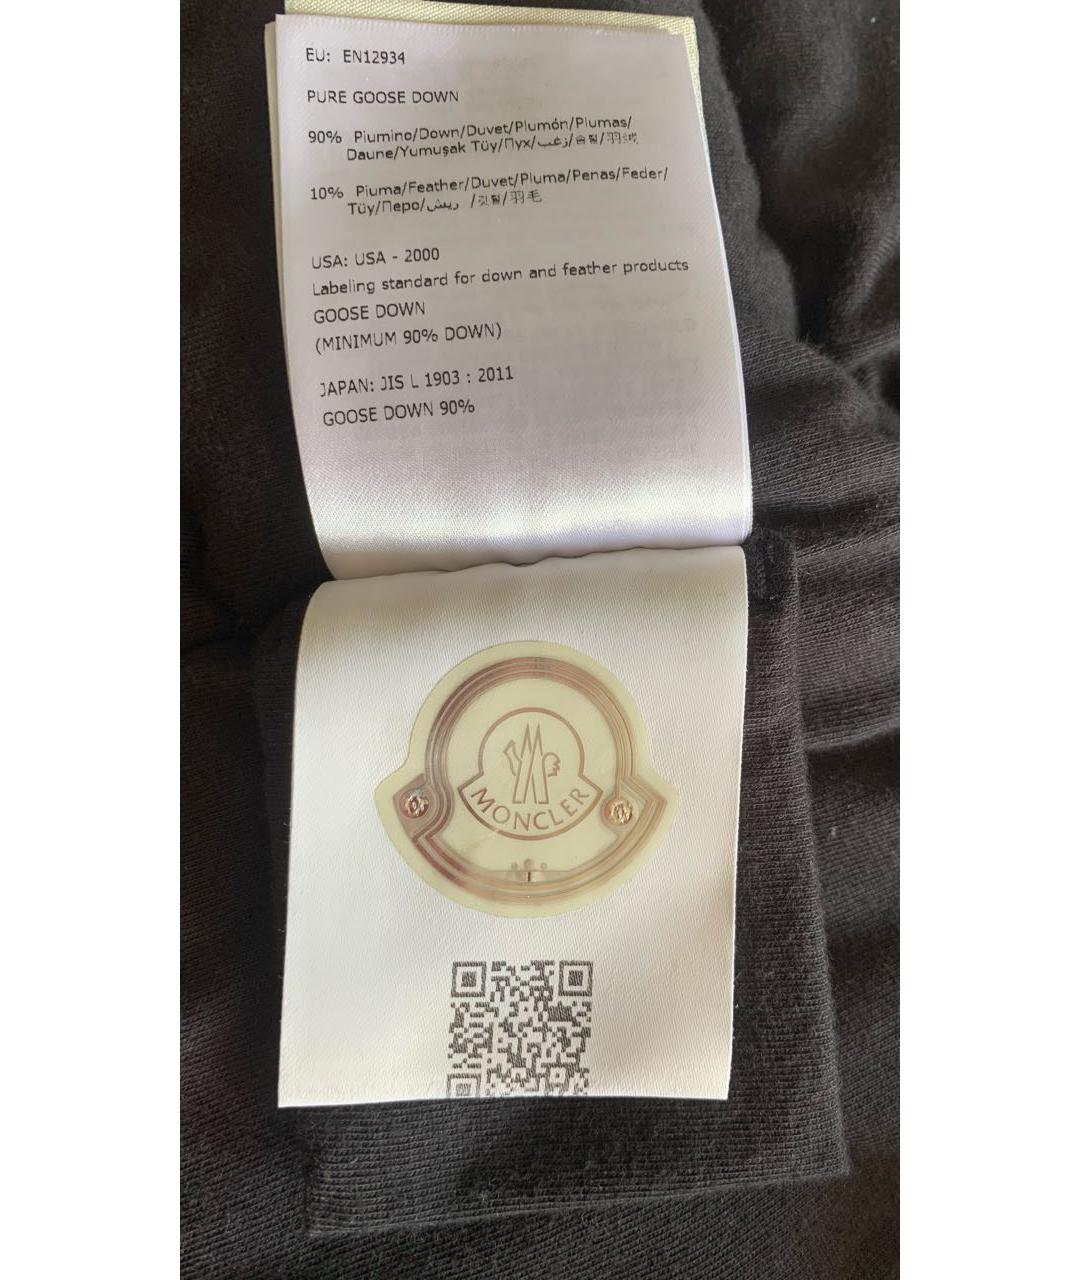 EU: EN12934
PURE GOOSE DOWN
90% Piumino/Down/Duvet/Plumón/Plumas/
Daune/Yumuşak Tüy/Пух/زغب/솜털/羽绒
10% Piuma/Feather/Duvet/Pluma/Penas/Feder/
Tüy/Перо/ريش /깃털/羽毛
USA: USA - 2000
Labeling standard for down and feather products
GOOSE DOWN
(MINIMUM 90% DOWN)
JAPAN: JIS L 1903 : 2011
GOOSE DOWN 90%
MONCLER